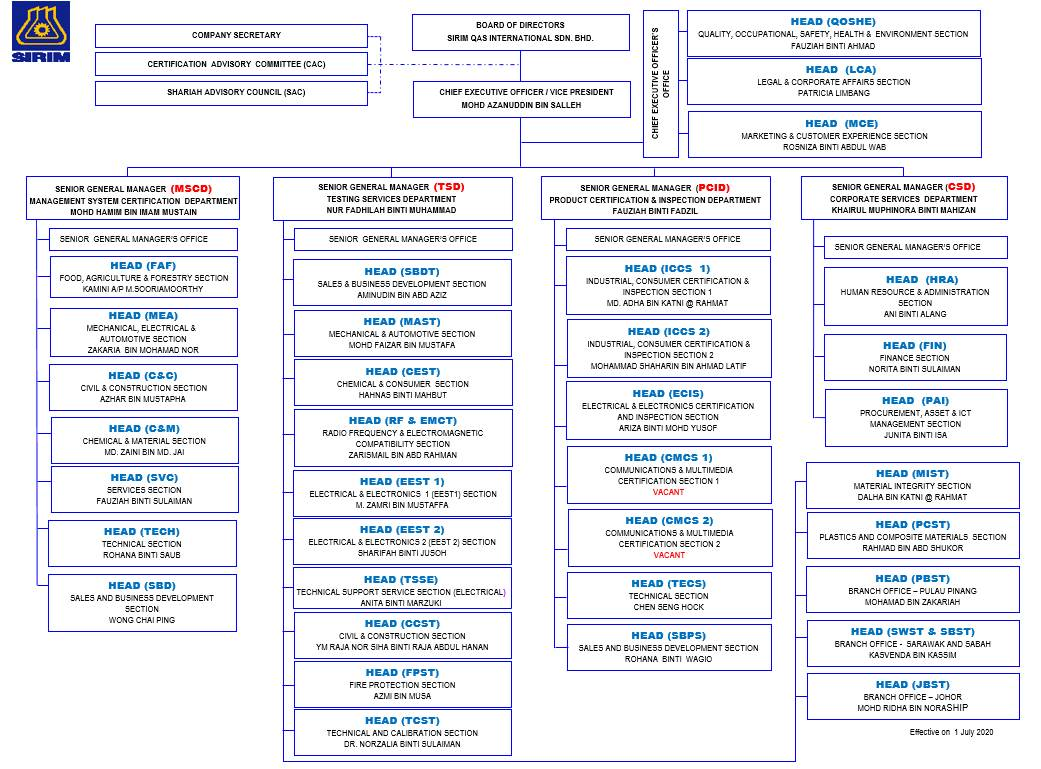 SIRIM
COMPANY SECRETARY
CERTIFICATION ADVISORY COMMITTEE (CAC)
SHARIAH ADVISORY COUNCIL (SAC)
BOARD OF DIRECTORS
SIRIM QAS INTERNATIONAL SDN. BHD.
CHIEF EXECUTIVE OFFICER / VICE PRESIDENT
MOHD AZANUDDIN BIN SALLEH
CHIEF EXECUTIVE OFFICER'S
OFFICE
HEAD (QOSHE)
QUALITY, OCCUPATIONAL, SAFETY, HEALTH & ENVIRONMENT SECTION
FAUZIAH BINTI AHMAD
HEAD (LCA)
LEGAL & CORPORATE AFFAIRS SECTION
PATRICIA LIMBANG
HEAD (MCE)
MARKETING & CUSTOMER EXPERIENCE SECTION
ROSNIZA BINTI ABDUL WAB
SENIOR GENERAL MANAGER (MSCD)
MANAGEMENT SYSTEM CERTIFICATION DEPARTMENT
MOHD HAMIM BIN IMAM MUSTAIN
SENIOR GENERAL MANAGER'S OFFICE
HEAD (FAF)
FOOD, AGRICULTURE & FORESTRY SECTION
KAMINI A/P M.SOORIAMOORTHY
HEAD (MEA)
MECHANICAL, ELECTRICAL &
AUTOMOTIVE SECTION
ZAKARIA BIN MOHAMAD NOR
HEAD (C&C)
CIVIL & CONSTRUCTION SECTION
AZHAR BIN MUSTAPHA
HEAD (C&M)
CHEMICAL & MATERIAL SECTION
MD. ZAINI BIN MD. JAI
HEAD (SVC)
SERVICES SECTION
FAUZIAH BINTI SULAIMAN
HEAD (TECH)
TECHNICAL SECTION
ROHANA BINTI SAUB
HEAD (SBD)
SALES AND BUSINESS DEVELOPMENT
SECTION
WONG CHAI PING
SENIOR GENERAL MANAGER (TSD)
TESTING SERVICES DEPARTMENT
NUR FADHILAH BINTI MUHAMMAD
SENIOR GENERAL MANAGER'S OFFICE
HEAD (SBDT)
SALES & BUSINESS DEVELOPMENT SECTION
AMINUDIN BIN ABD AZIZ
HEAD (MAST)
MECHANICAL & AUTOMOTIVE SECTION
MOHD FAIZAR BIN MUSTAFA
HEAD (CEST)
CHEMICAL & CONSUMER SECTION
HAHNAS BINTI MAHBUT
HEAD (RF & EMCT)
RADIO FREQUENCY & ELECTROMAGNETIC
COMPATIBILITY SECTION
ZARISMAIL BIN ABD RAHMAN
HEAD (EEST 1)
ELECTRICAL & ELECTRONICS 1 (EEST1) SECTION
M. ZAMRI BIN MUSTAFFA
HEAD (EEST 2)
ELECTRICAL & ELECTRONICS 2 (EEST 2) SECTION
SHARIFAH BINTI JUSOH
HEAD (TSSE)
TECHNICAL SUPPORT SERVICE SECTION (ELECTRICAL)
ANITA BINTI MARZUKI
HEAD (CCST)
CIVIL & CONSTRUCTION SECTION
YM RAJA NOR SIHA BINTI RAJA ABDUL HANAN
HEAD (FPST)
FIRE PROTECTION SECTION
AZMI BIN MUSA
HEAD (TCST)
TECHNICAL AND CALIBRATION SECTION
DR. NORZALIA BINTI SULAIMAN
SENIOR GENERAL MANAGER (PCID)
PRODUCT CERTIFICATION & INSPECTION DEPARTMENT
FAUZIAH BINTI FADZIL
SENIOR GENERAL MANAGER'S OFFICE
HEAD (ICCS 1)
INDUSTRIAL, CONSUMER CERTIFICATION &
INSPECTION SECTION 1
MD. ADHA BIN KATNI @ RAHMAT
HEAD (ICCS 2)
INDUSTRIAL, CONSUMER CERTIFICATION &
INSPECTION SECTION 2
MOHAMMAD SHAHARIN BIN AHMAD LATIF
HEAD (ECIS)
ELECTRICAL & ELECTRONICS CERTIFICATION
AND INSPECTION SECTION
ARIZA BINTI MOHD YUSOF
HEAD (CMCS 1)
COMMUNICATIONS & MULTIMEDIA
CERTIFICATION SECTION 1
VACANT
HEAD (CMCS 2)
COMMUNICATIONS & MULTIMEDIA
CERTIFICATION SECTION 2
VACANT
HEAD (TECS)
TECHNICAL SECTION
CHEN SENG HOCK
HEAD (SBPS)
SALES AND BUSINESS DEVELOPMENT SECTION
ROHANA BINTI WAGIO
SENIOR GENERAL MANAGER (CSD)
CORPORATE SERVICES DEPARTMENT
KHAIRUL MUPHINORA BINTI MAHIZAN
SENIOR GENERAL MANAGER'S OFFICE
HEAD (HRA)
HUMAN RESOURCE & ADMINISTRATION
SECTION
ANI BINTI ALANG
HEAD (FIN)
FINANCE SECTION
NORITA BINTI SULAIMAN
HEAD (PAI)
PROCUREMENT, ASSET & ICT
MANAGEMENT SECTION
JUNITA BINTI ISA
HEAD (MIST)
MATERIAL INTEGRITY SECTION
DALHA BIN KATNI @ RAHMAT
HEAD (PCST)
PLASTICS AND COMPOSITE MATERIALS SECTION
RAHMAD BIN ABD SHUKOR
HEAD (PBST)
BRANCH OFFICE – PULAU PINANG
MOHAMAD BIN ZAKARIAH
HEAD (SWST & SBST)
BRANCH OFFICE - SARAWAK AND SABAH
KASVENDA BIN KASSIM
HEAD (JBST)
BRANCH OFFICE – JOHOR
MOHD RIDHA BIN NORASHIP
Effective on 1 July 2020